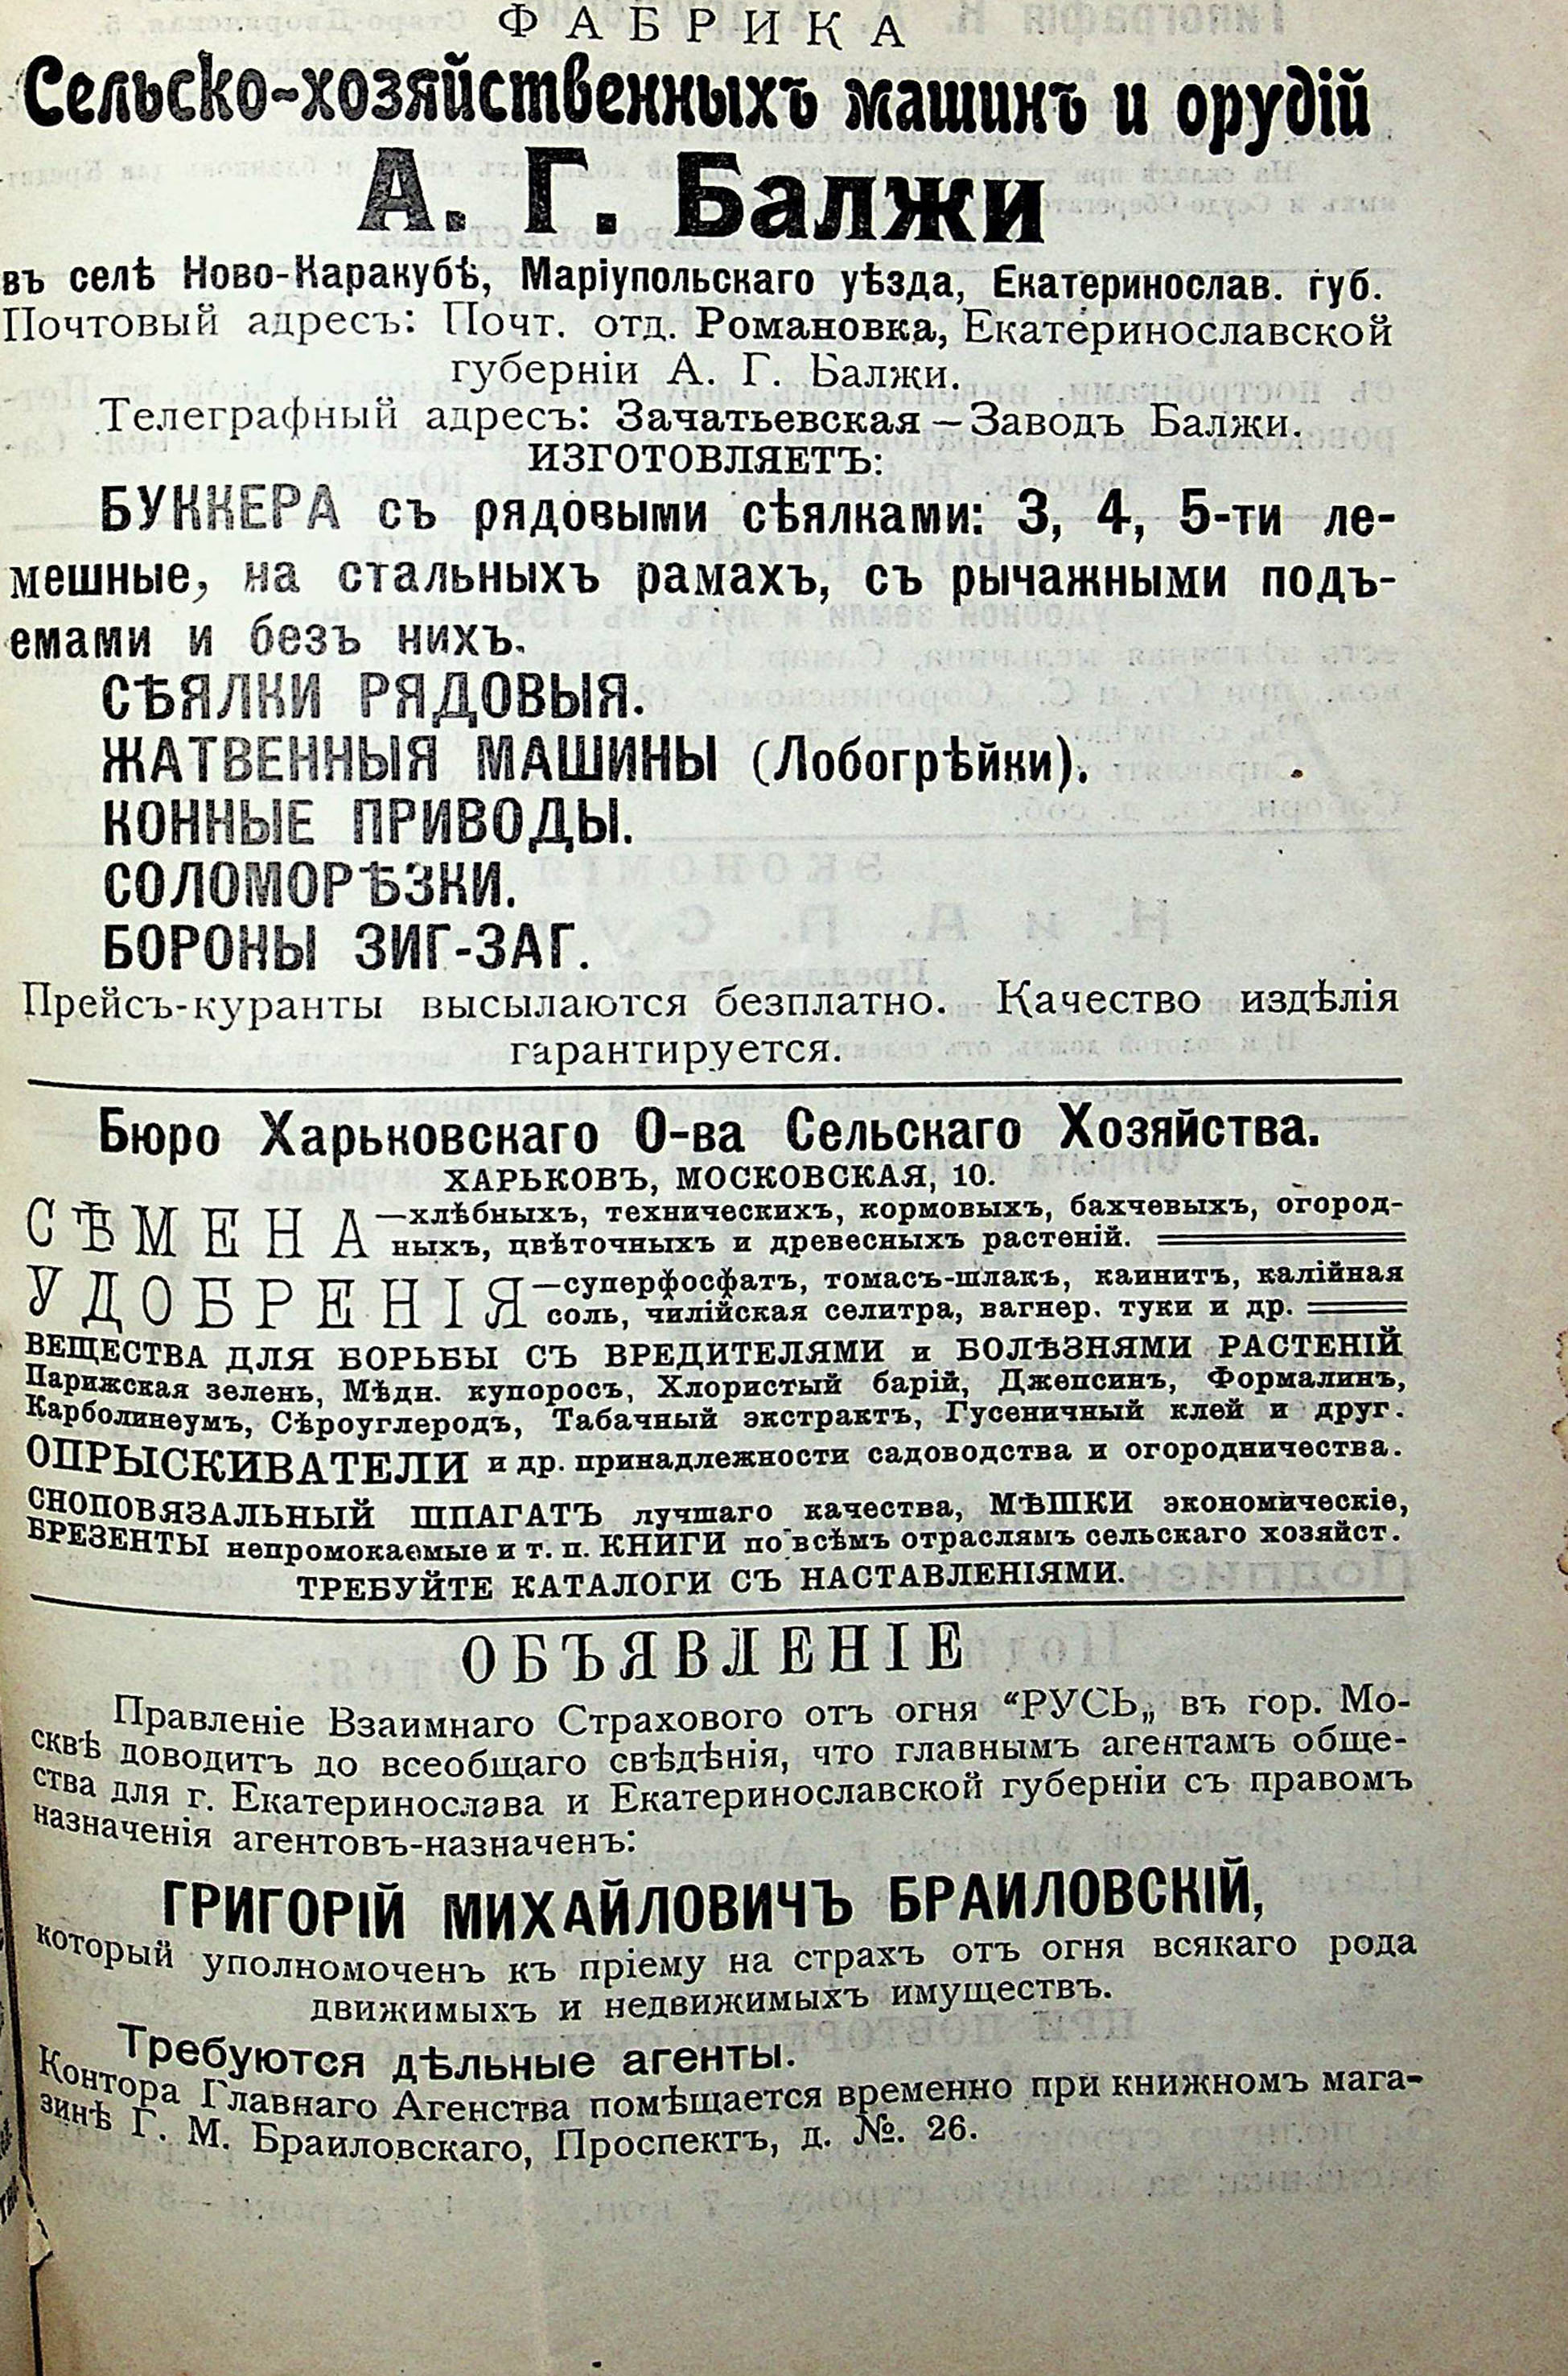 ФАБРИКА
Сельско-хозяйственныхъ машинъ и орудій
А. Г. Балжи
въ селѣ Ново-Каракубѣ, Маріупольскаго уѣзда, Екатеринослав. губ.
Почтовый адресъ: Почт. отд. Романовка, Екатеринославской
губерніи А. Г. Балжи.
Телеграфный адресъ: Зачатьевская — Заводъ Балжи.
ИЗГОТОВЛЯЕТЪ:
БУККЕРА съ рядовыми сѣялками: 3, 4, 5-ти ле-
мешные, на стальныхъ рамахъ, съ рычажными подъ-
емами и безъ нихъ.
СѢЯЛКИ РЯДОВЫЯ.
ЖАТВЕННЫЯ МАШИНЫ (Лобогрѣйки).
КОННЫЕ ПРИВОДЫ.
СОЛОМОРѢЗКИ.
БОРОНЫ ЗИГ-ЗАГ.
Прейсъ-куранты высылаются безплатно. Качество издѣлія
гарантируется.
Бюро Харьковскаго О-ва Сельскаго Хозяйства.
ХАРЬКОВЪ, МОСКОВСКАЯ, 10.
СѢМЕНА —хлѣбныхъ, техническихъ, кормовыхъ, бахчевыхъ, огород-
ныхъ, цвѣточныхъ и древесныхъ растеній.
УДОБРЕНІЯ —суперфосфатъ, томасъ-шлакъ, каинитъ, калійная
соль, чилійская селитра, вагнер. туки и др.
ВЕЩЕСТВА ДЛЯ БОРЬБЫ СЪ ВРЕДИТЕЛЯМИ и БОЛѢЗНЯМИ РАСТЕНІЙ
Парижская зелень, Мѣдн. купоросъ, Хлористый барій, Джепсинъ, Формалинъ,
Карболинеумъ, Сѣроуглеродъ, Табачный экстрактъ, Гусеничный клей и друг.
ОПРЫСКИВАТЕЛИ и др. принадлежности садоводства и огородничества.
СНОПОВЯЗАЛЬНЫЙ ШПАГАТЪ лучшаго качества, МѢШКИ экономическіе,
БРЕЗЕНТЫ непромокаемые и т. п. КНИГИ по всѣмъ отраслямъ сельскаго хозяйст.
ТРЕБУЙТЕ КАТАЛОГИ СЪ НАСТАВЛЕНІЯМИ.
ОБЪЯВЛЕНІЕ
Правленіе Взаимнаго Страхового отъ огня “РУСЬ„ въ гор. Мо-
сквѣ доводитъ до всеобщаго свѣдѣнія, что главнымъ агентамъ обще-
ства для г. Екатеринослава и Екатеринославской губерніи съ правомъ
назначенія агентовъ-назначенъ:
ГРИГОРІЙ МИХАЙЛОВИЧЪ БРАИЛОВСКІЙ,
который уполномоченъ къ пріему на страхъ отъ огня всякаго рода
движимыхъ и недвижимыхъ имуществъ.
Требуются дѣльные агенты.
Контора Главнаго Агенства помѣщается временно при книжномъ мага-
зинѣ Г. М. Браиловскаго, Проспектъ, д. №. 26.